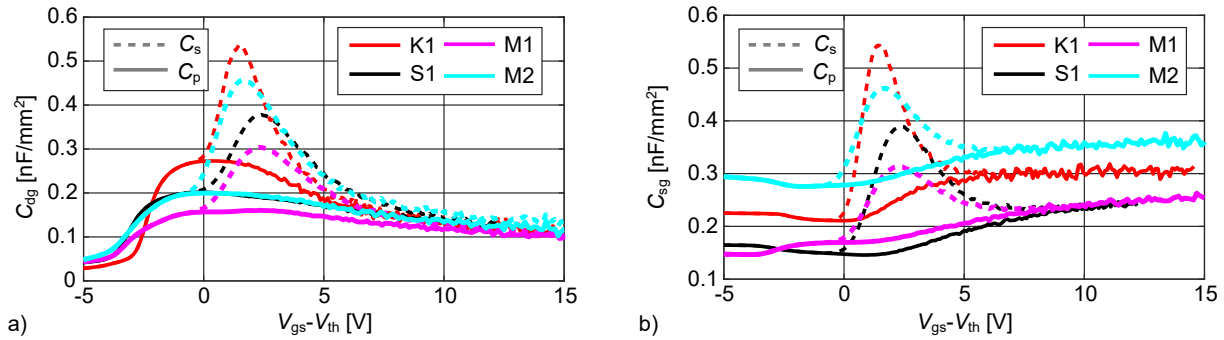 a)
C_dg [nF/mm²]
0.6
0.5
0.4
0.3
0.2
0.1
0
-5 0 5 10 15
V_gs-V_th [V]
C_s
C_p
K1 M1
S1 M2
b)
C_sg [nF/mm²]
0.6
0.5
0.4
0.3
0.2
0.1
-5 0 5 10 15
V_gs-V_th [V]
C_s
C_p
K1 M1
S1 M2